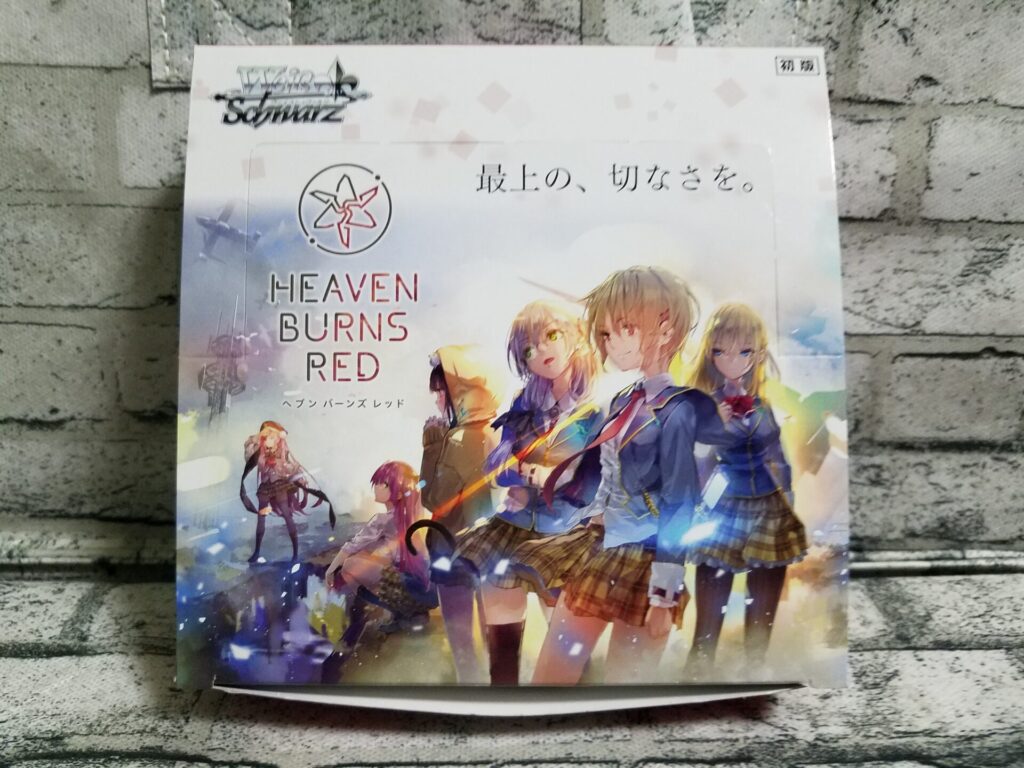 Weiß
Schwarz
初版
最上の、切なさを。
HEAVEN
BURNS
RED
ヘブン バーンズ レッド